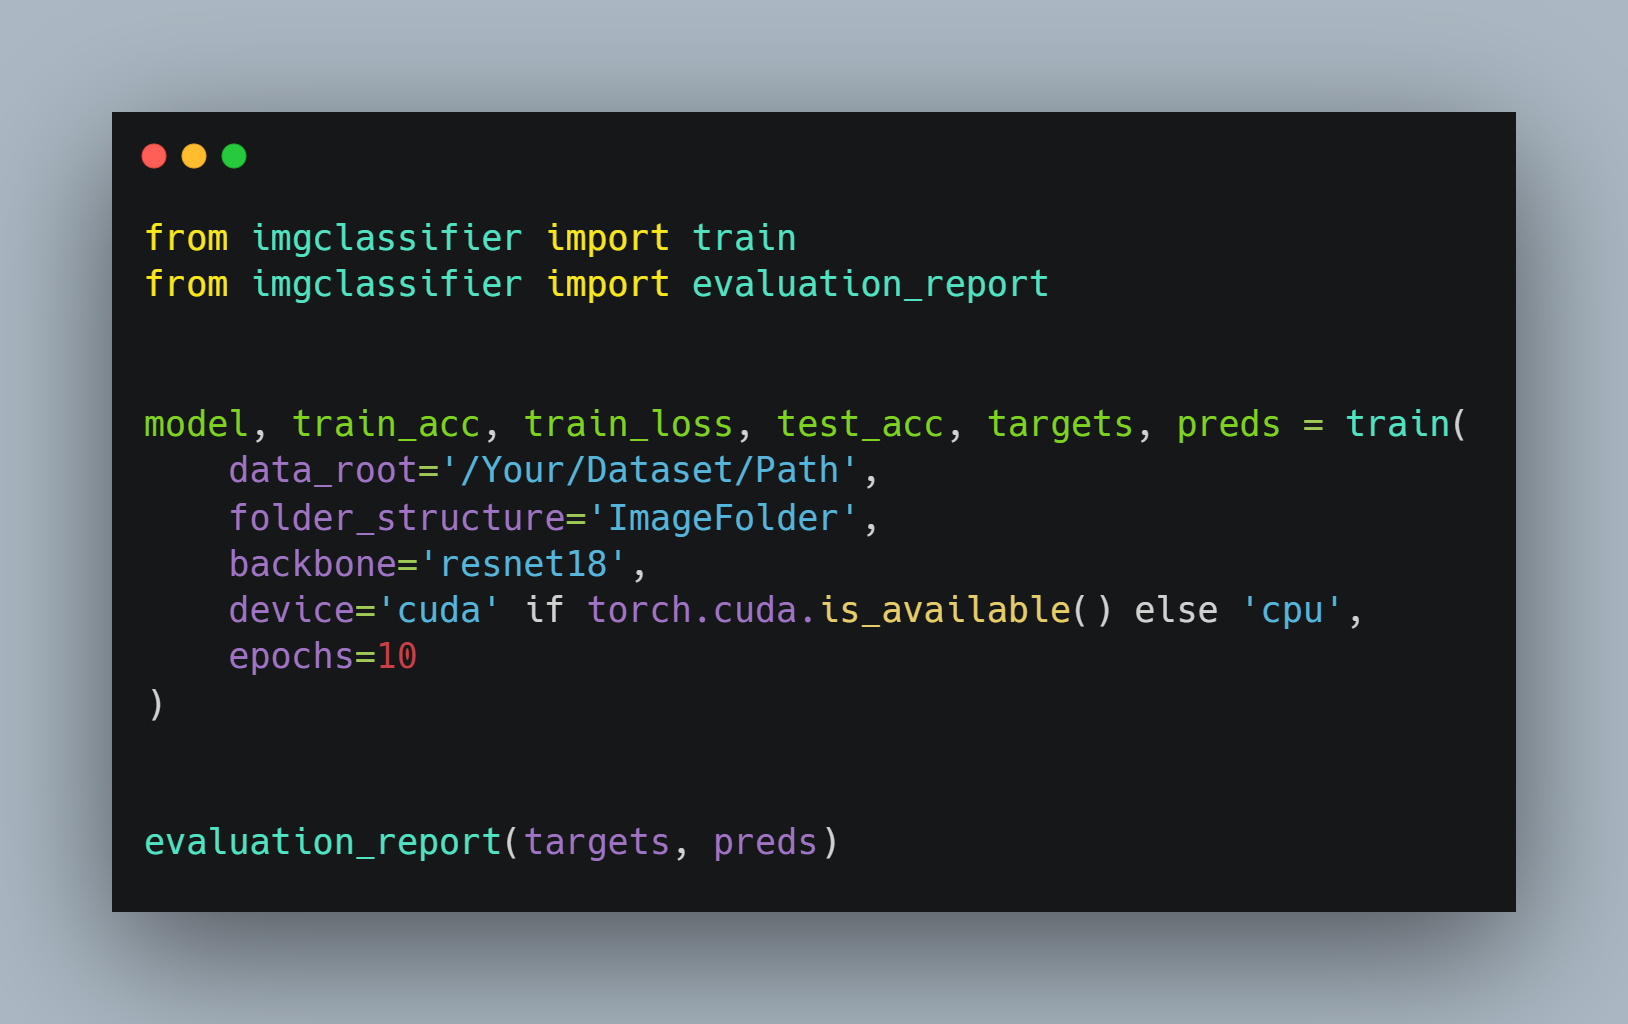 from imgclassifier import train
from imgclassifier import evaluation_report
model, train_acc, train_loss, test_acc, targets, preds = train(
    data_root='/Your/Dataset/Path',
    folder_structure='ImageFolder',
    backbone='resnet18',
    device='cuda' if torch.cuda.is_available() else 'cpu',
    epochs=10
)
evaluation_report(targets, preds)